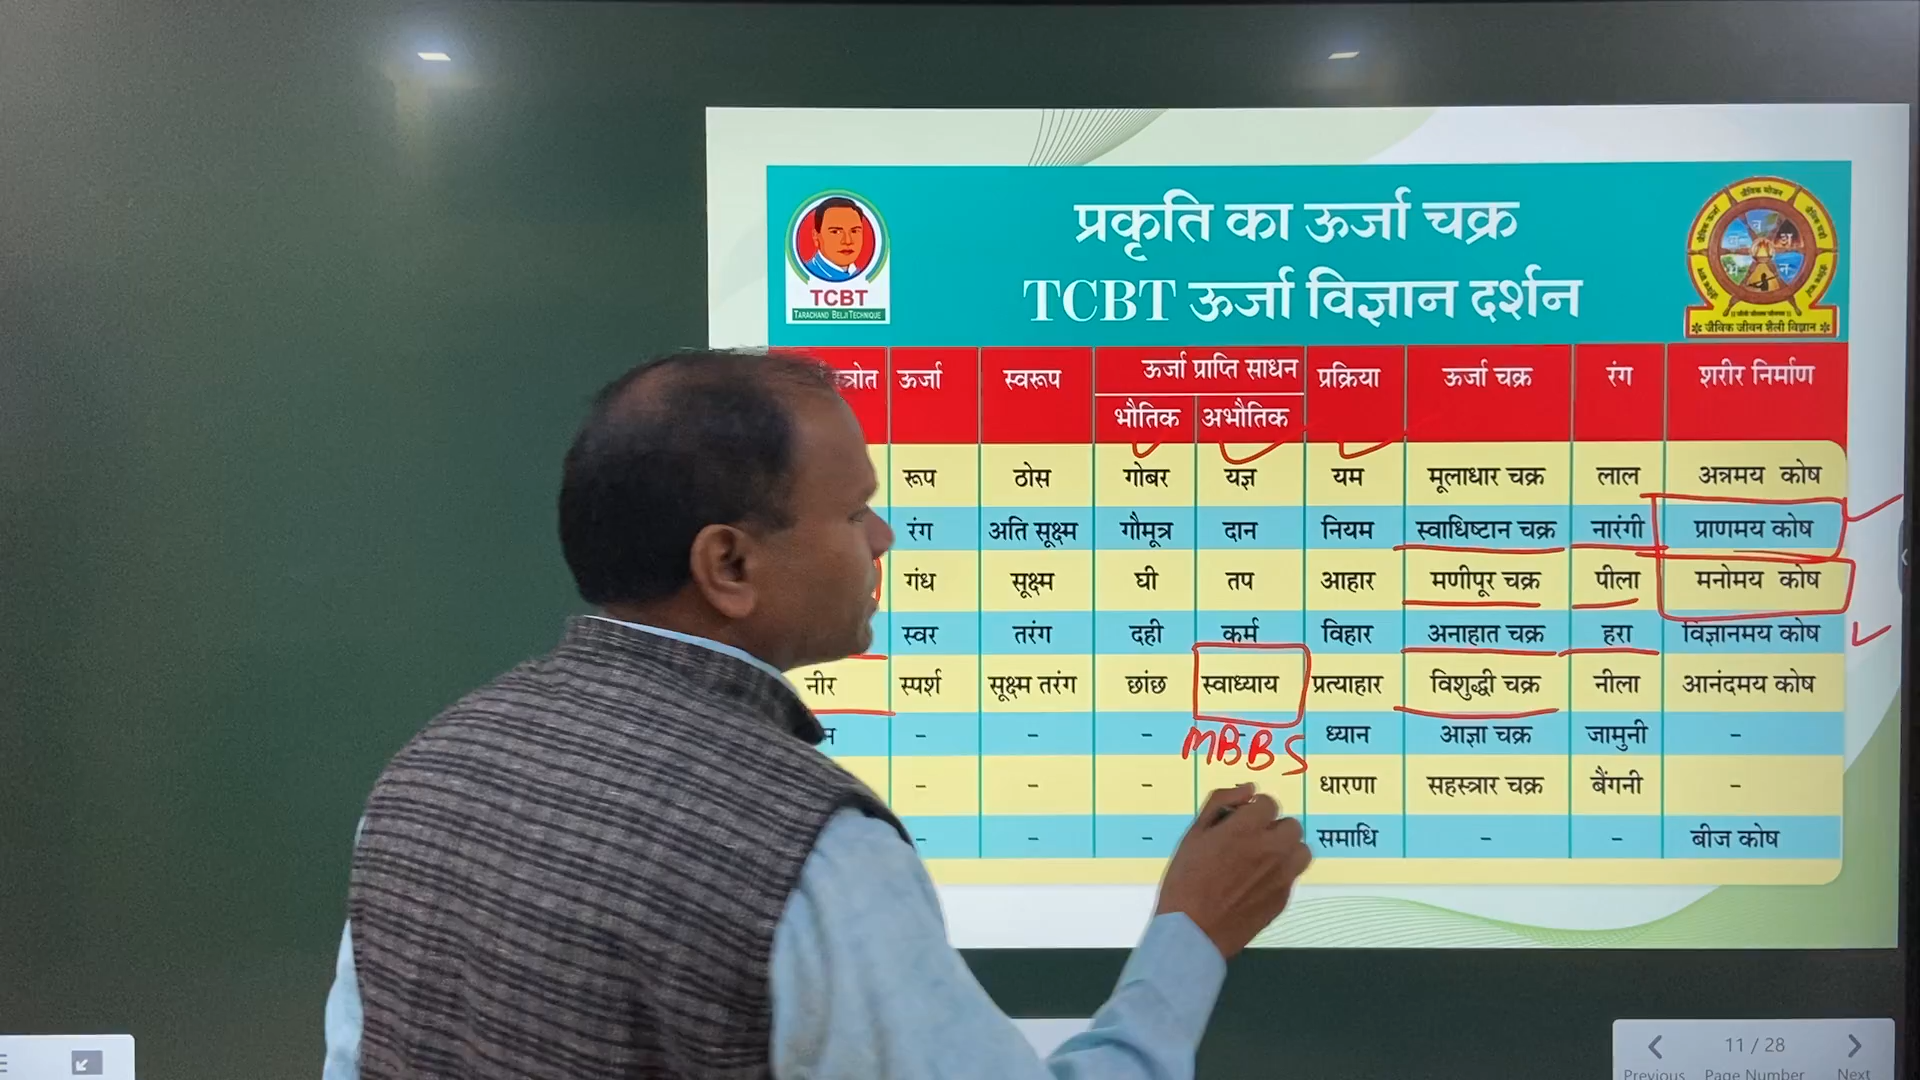 प्रकृति का ऊर्जा चक्र
TCBT ऊर्जा विज्ञान दर्शन
TCBT
TARACHAND BELJI TECHNIQUE
जैविक जीवन शैली विज्ञान
स्त्रोत ऊर्जा स्वरूप ऊर्जा प्राप्ति साधन प्रक्रिया ऊर्जा चक्र रंग शरीर निर्माण
भौतिक अभौतिक
रूप ठोस गोबर यज्ञ यम मूलाधार चक्र लाल अन्नमय कोष
रंग अति सूक्ष्म गौमूत्र दान नियम स्वाधिष्टान चक्र नारंगी प्राणमय कोष
गंध सूक्ष्म घी तप आहार मणीपूर चक्र पीला मनोमय कोष
स्वर तरंग दही कर्म विहार अनाहात चक्र हरा विज्ञानमय कोष
नीर स्पर्श सूक्ष्म तरंग छांछ स्वाध्याय प्रत्याहार विशुद्धी चक्र नीला आनंदमय कोष
- - - MBBS ध्यान आज्ञा चक्र जामुनी -
- - - - धारणा सहस्त्रार चक्र बैंगनी -
- - - समाधि - - बीज कोष
11 / 28
Previous Page Number Next